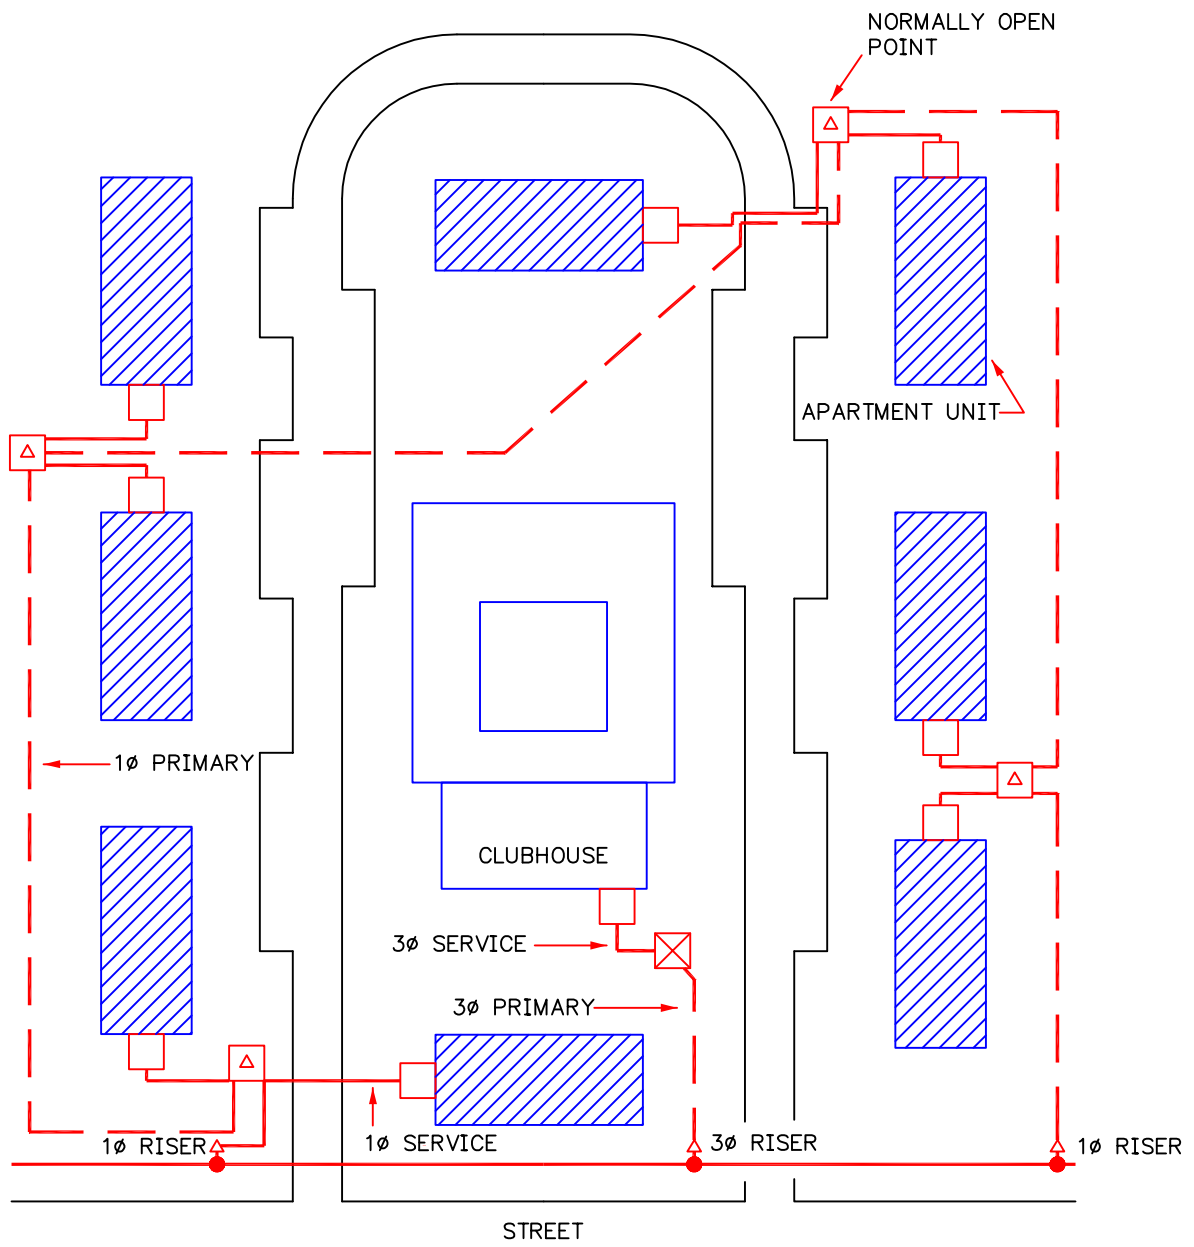 NORMALLY OPEN
POINT
APARTMENT UNIT
1ø PRIMARY
CLUBHOUSE
3ø SERVICE
3ø PRIMARY
1ø RISER
1ø SERVICE
3ø RISER
1ø RISER
STREET